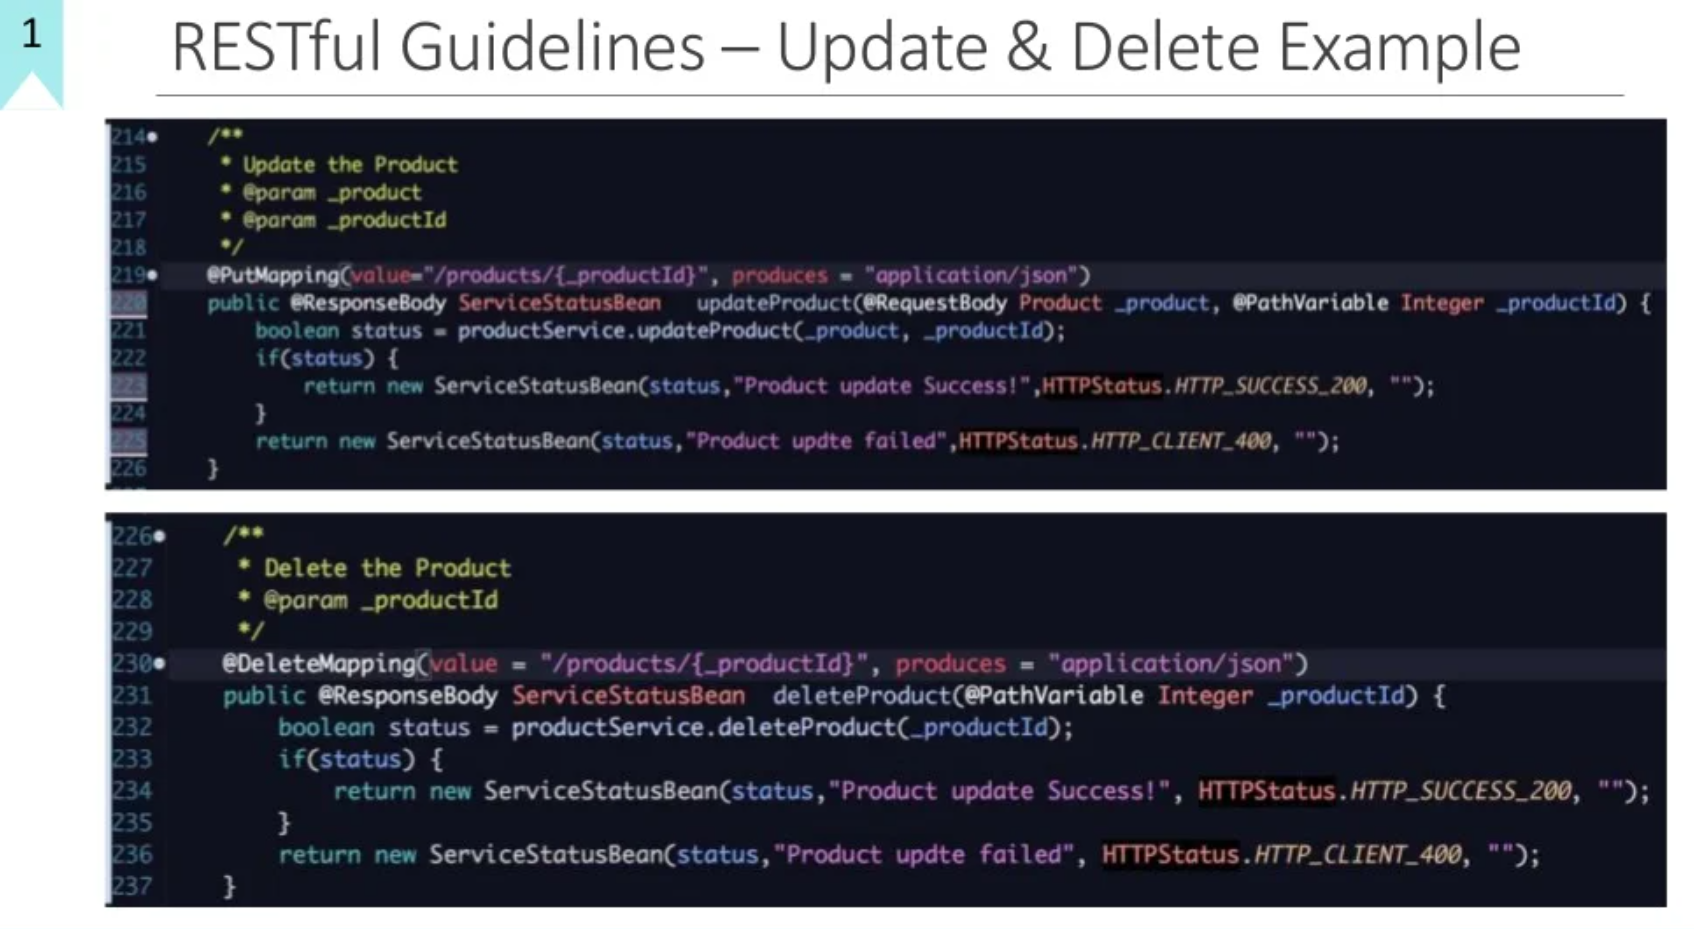 1
RESTful Guidelines – Update & Delete Example
214 /**
215 * Update the Product
216 * @param _product
217 * @param _productId
218 */
219 @PutMapping(value="/products/{_productId}", produces = "application/json")
220 public @ResponseBody ServiceStatusBean updateProduct(@RequestBody Product _product, @PathVariable Integer _productId) {
221 boolean status = productService.updateProduct(_product, _productId);
222 if(status) {
223 return new ServiceStatusBean(status,"Product update Success!",HTTPStatus.HTTP_SUCCESS_200, "");
224 }
225 return new ServiceStatusBean(status,"Product updte failed",HTTPStatus.HTTP_CLIENT_400, "");
226 }
226 /**
227 * Delete the Product
228 * @param _productId
229 */
230 @DeleteMapping(value = "/products/{_productId}", produces = "application/json")
231 public @ResponseBody ServiceStatusBean deleteProduct(@PathVariable Integer _productId) {
232 boolean status = productService.deleteProduct(_productId);
233 if(status) {
234 return new ServiceStatusBean(status,"Product update Success!", HTTPStatus.HTTP_SUCCESS_200, "");
235 }
236 return new ServiceStatusBean(status,"Product updte failed", HTTPStatus.HTTP_CLIENT_400, "");
237 }